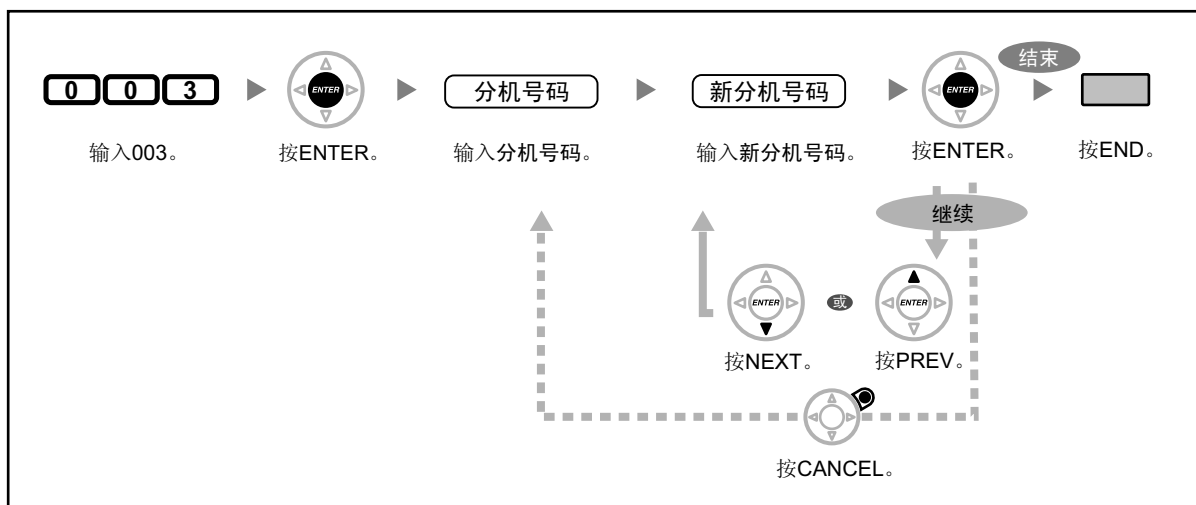 结束
0 0 3
ENTER
分机号码
新分机号码
ENTER
输入003。
按ENTER。
输入分机号码。
输入新分机号码。
按ENTER。
按END。
继续
ENTER
或
ENTER
按NEXT。
按PREV。
按CANCEL。